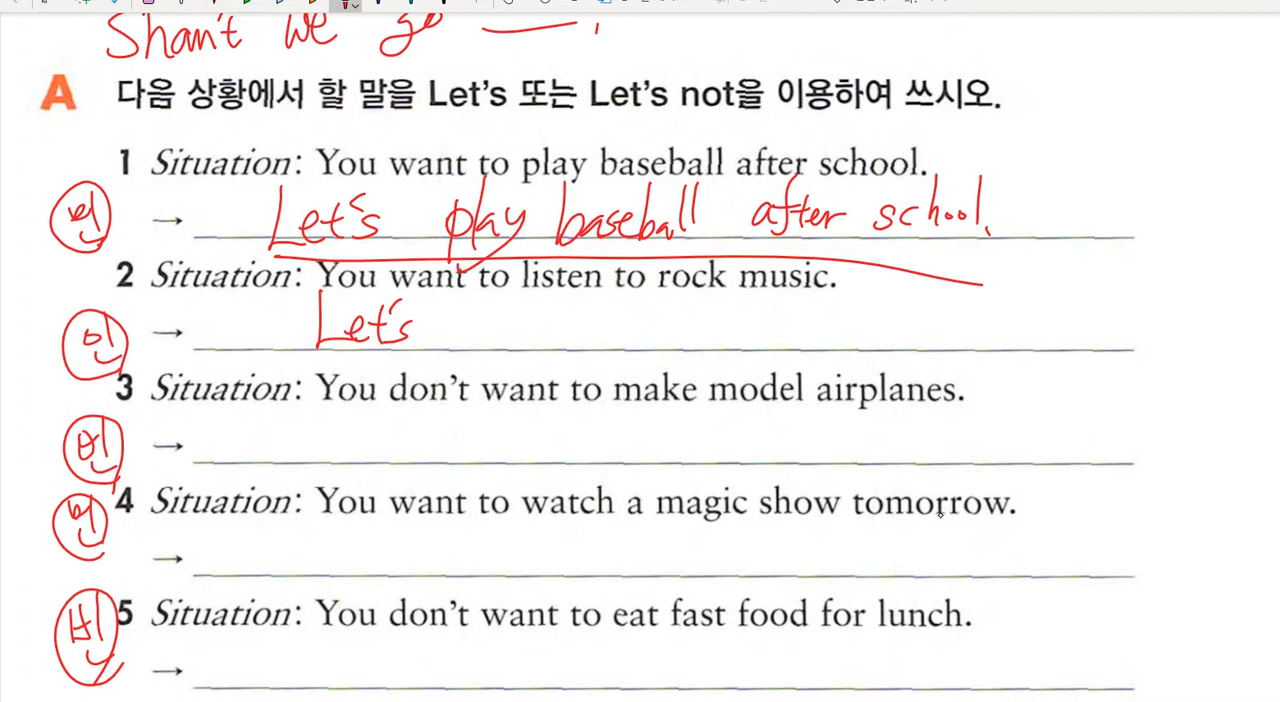 Shan't we go
A 다음 상황에서 할 말을 Let's 또는 Let's not을 이용하여 쓰시오.
1 Situation: You want to play baseball after school.
→ Let's play baseball after school.
2 Situation: You want to listen to rock music.
인 → Let's
3 Situation: You don't want to make model airplanes.
→
4 Situation: You want to watch a magic show tomorrow.
→
5 Situation: You don't want to eat fast food for lunch.
→